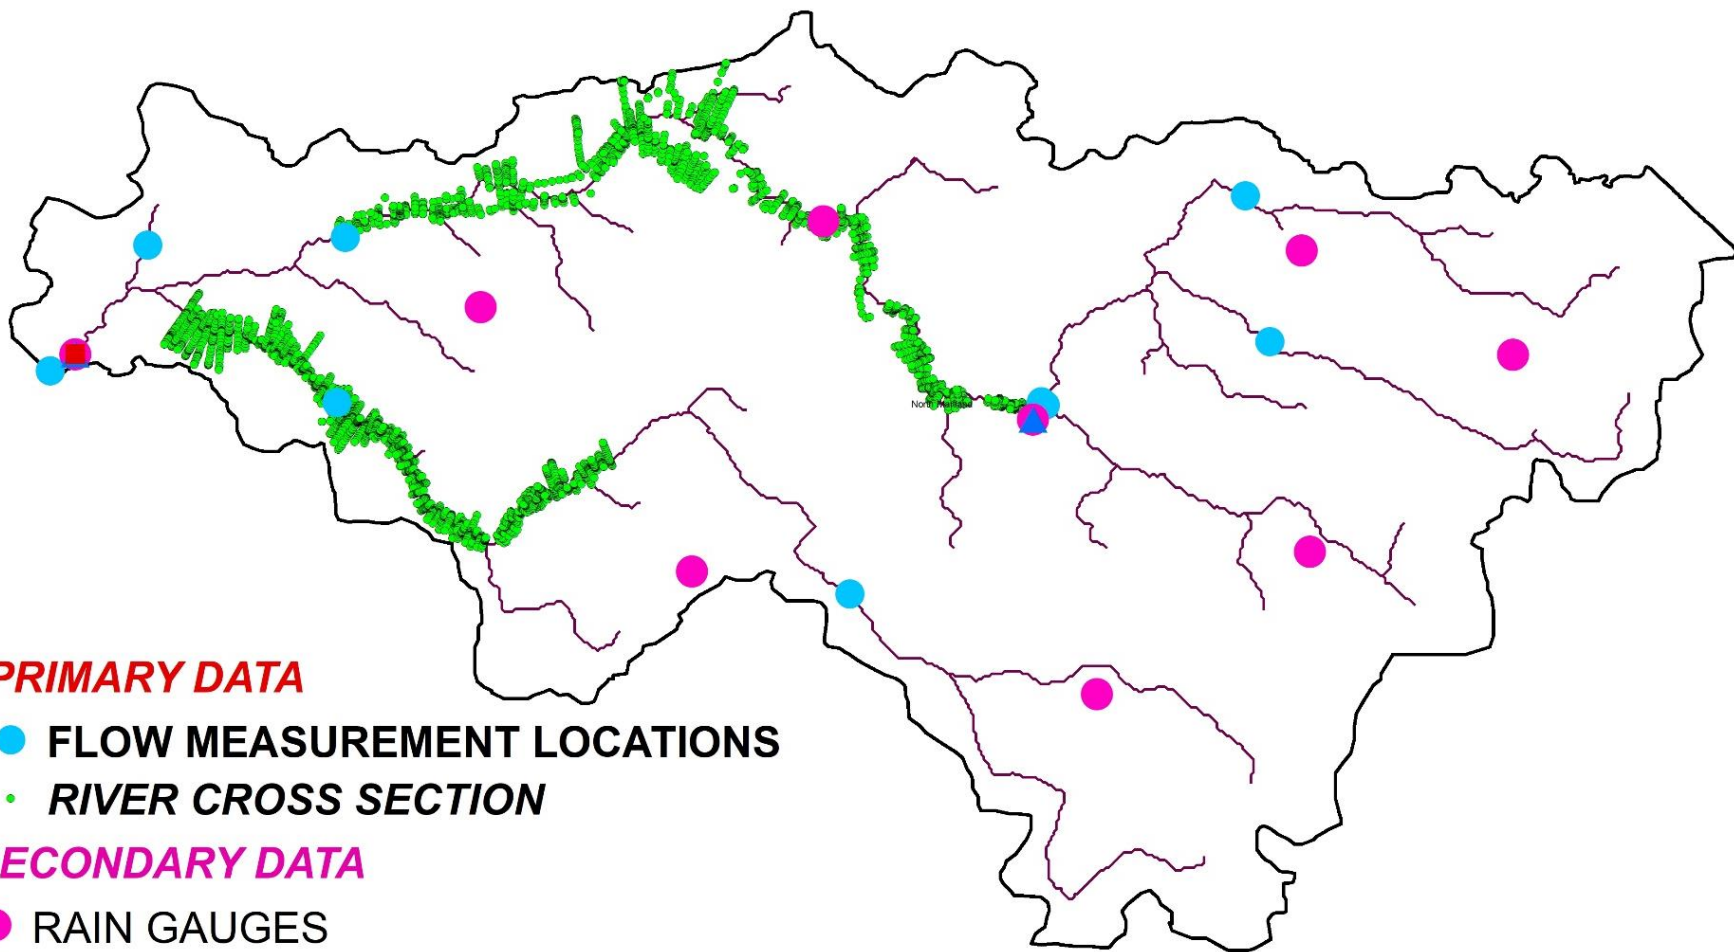 PRIMARY DATA
FLOW MEASUREMENT LOCATIONS
RIVER CROSS SECTION
ECONDARY DATA
RAIN GAUGES